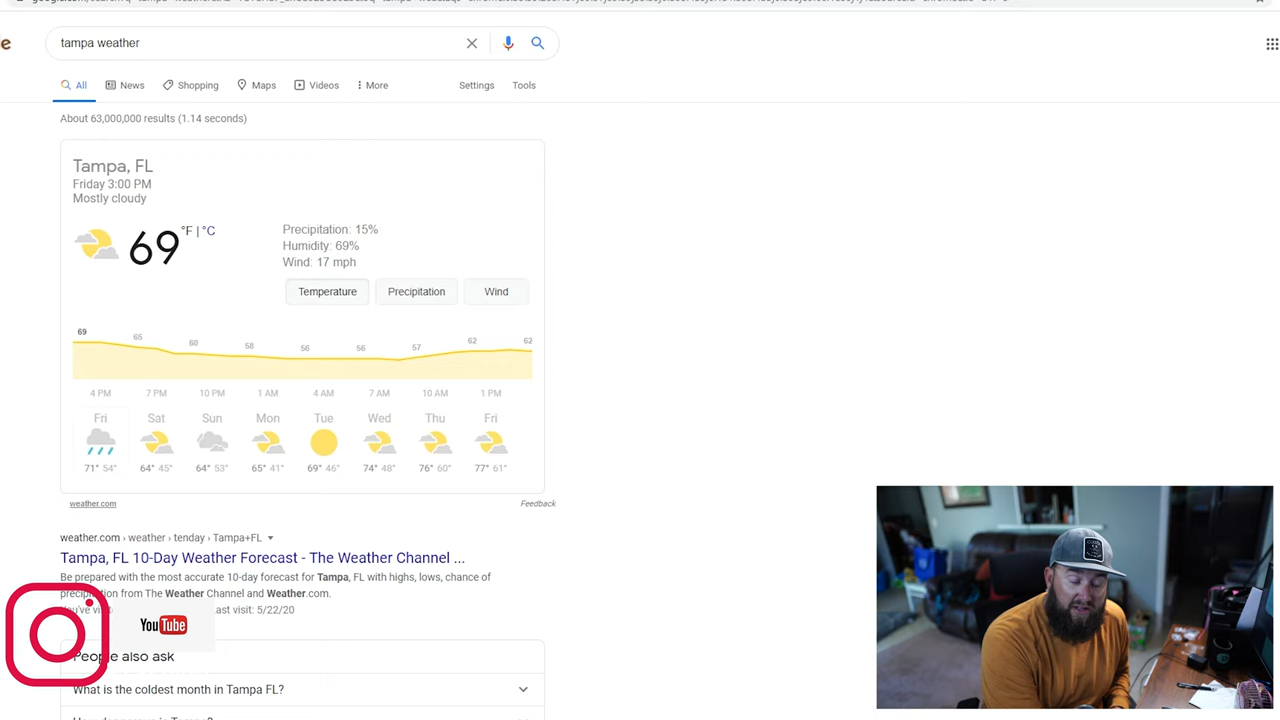 tampa weather
All News Shopping Maps Videos More Settings Tools
About 63,000,000 results (1.14 seconds)
Tampa, FL
Friday 3:00 PM
Mostly cloudy
69 °F | °C
Precipitation: 15%
Humidity: 69%
Wind: 17 mph
Temperature Precipitation Wind
69 65 60 58 56 56 57 62 62
4 PM 7 PM 10 PM 1 AM 4 AM 7 AM 10 AM 1 PM
Fri Sat Sun Mon Tue Wed Thu Fri
71° 54° 64° 45° 64° 53° 65° 41° 69° 46° 74° 48° 76° 60° 77° 61°
weather.com Feedback
weather.com › weather › tenday › Tampa+FL
Tampa, FL 10-Day Weather Forecast - The Weather Channel ...
Be prepared with the most accurate 10-day forecast for Tampa, FL with highs, lows, chance of
precipitation from The Weather Channel and Weather.com.
You've Last visit: 5/22/20
YouTube
People also ask
What is the coldest month in Tampa FL?